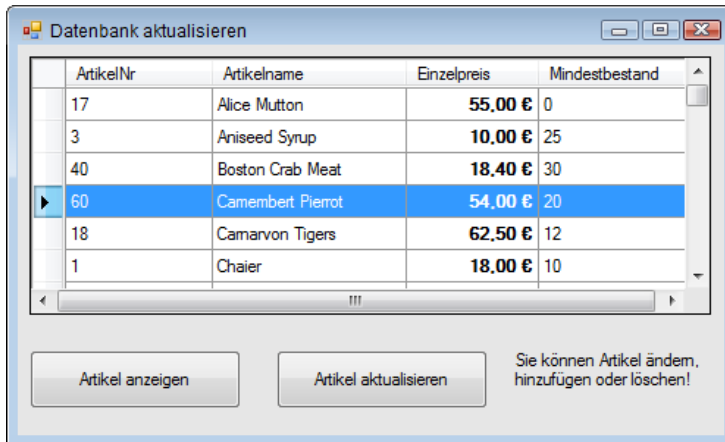 Datenbank aktualisieren
ArtikelNr Artikelname Einzelpreis Mindestbestand
17 Alice Mutton 55,00 € 0
3 Aniseed Syrup 10,00 € 25
40 Boston Crab Meat 18,40 € 30
60 Camembert Pierrot 54,00 € 20
18 Carnarvon Tigers 62,50 € 12
1 Chaier 18,00 € 10
Artikel anzeigen Artikel aktualisieren Sie können Artikel ändern,
hinzufügen oder löschen!